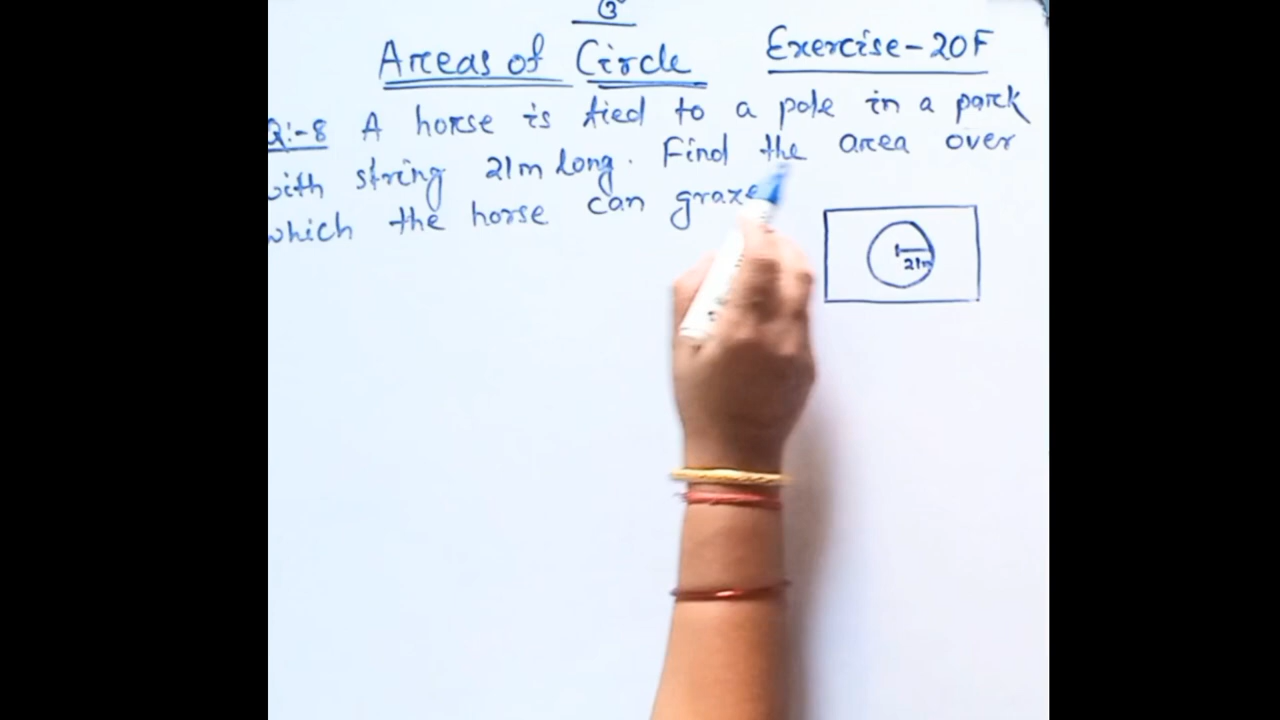 3
Areas of Circle Exercise-20F
Q:-8 A horse is tied to a pole in a park
with string 21m long. Find the area over
which the horse can graze
21m